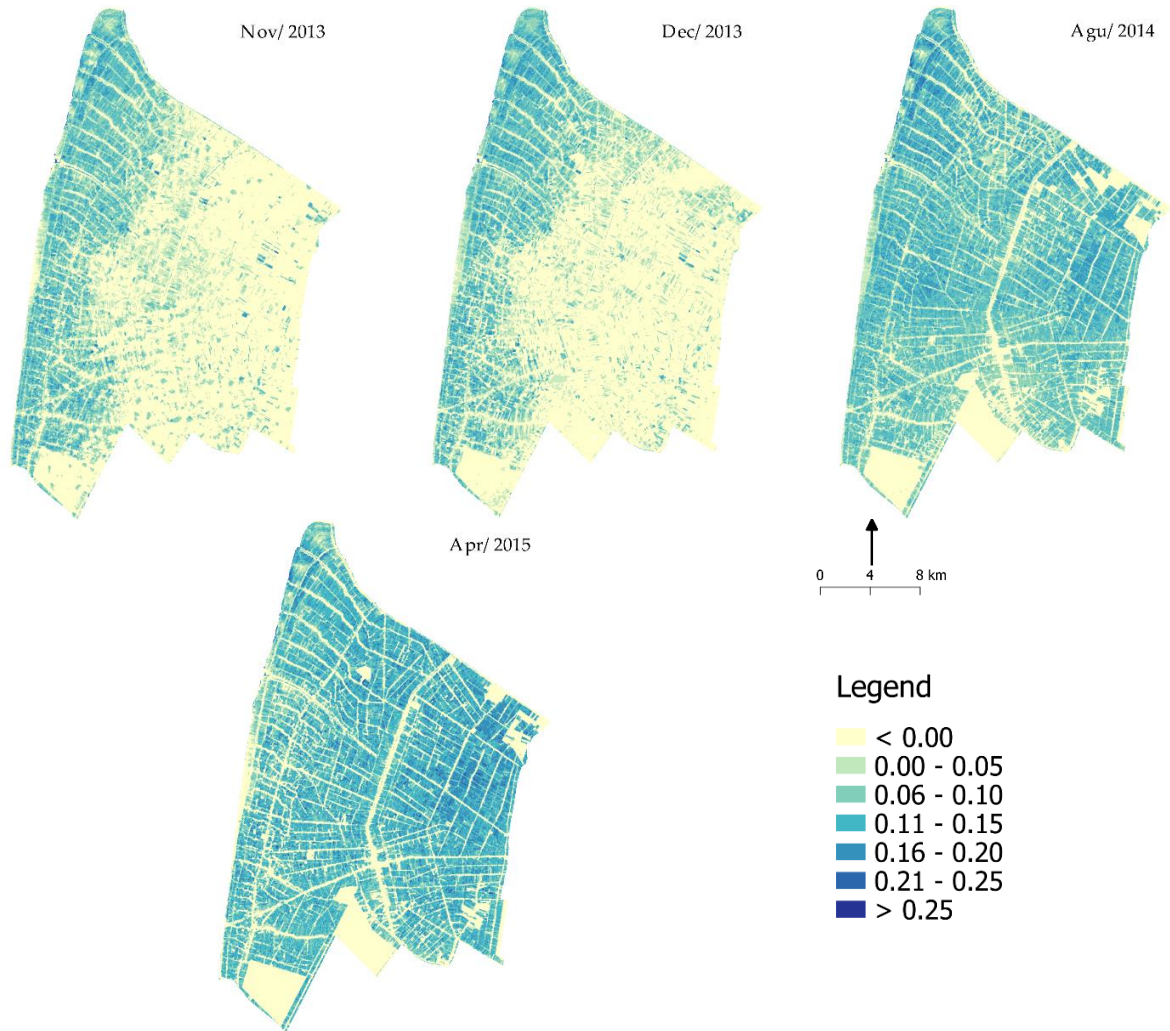 Nov/ 2013
Dec/ 2013
Agu/ 2014
Apr/ 2015
0 4 8 km
Legend
< 0.00
0.00 - 0.05
0.06 - 0.10
0.11 - 0.15
0.16 - 0.20
0.21 - 0.25
> 0.25